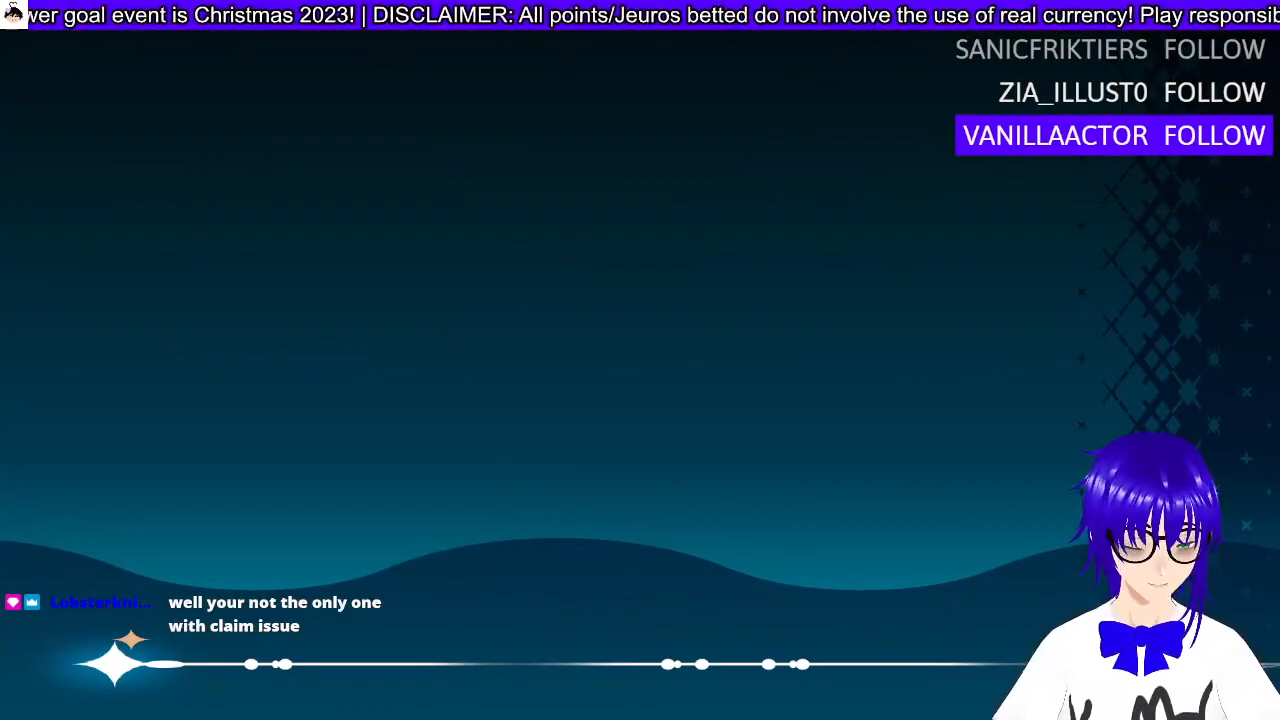 wer goal event is Christmas 2023! | DISCLAIMER: All points/Jeuros betted do not involve the use of real currency! Play responsib
SANICFRIKTIERS FOLLOW
ZIA_ILLUST0 FOLLOW
VANILLAACTOR FOLLOW
Lobsterkni... well your not the only one
with claim issue